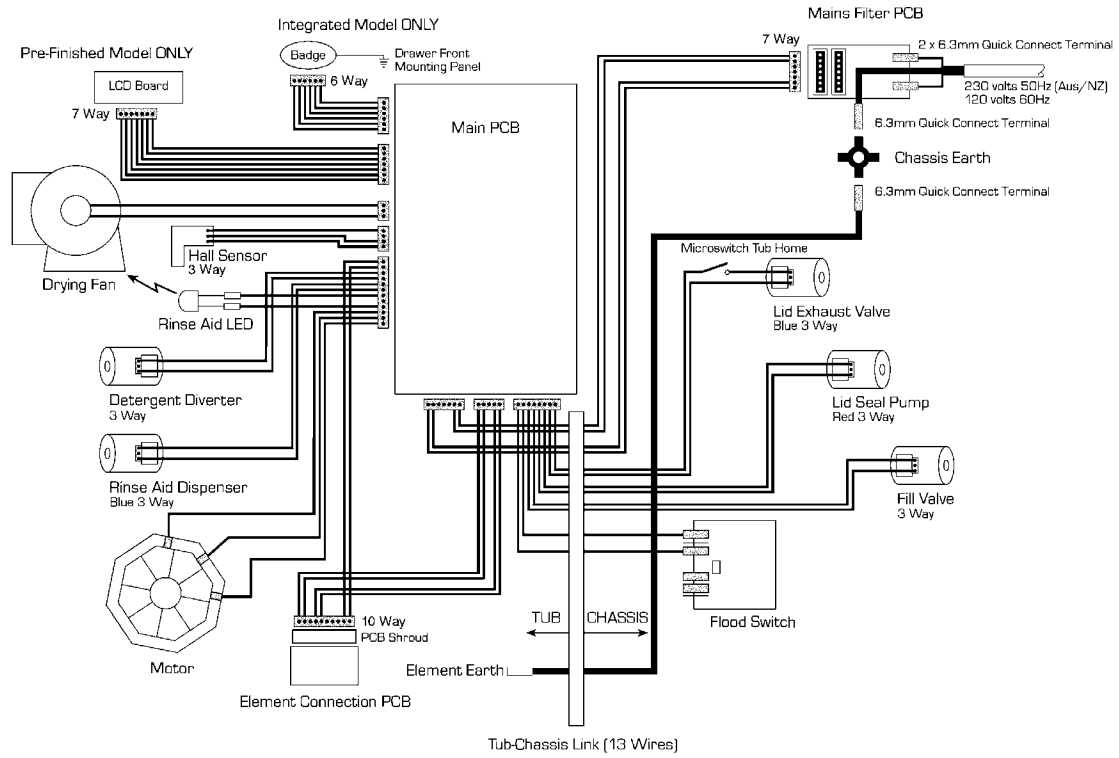 Mains Filter PCB
Integrated Model ONLY
Pre-Finished Model ONLY
Badge
Drawer Front
Mounting Panel
7 Way
2 x 6.3mm Quick Connect Terminal
LCD Board
6 Way
230 volts 50Hz (Aus/NZ)
120 volts 60Hz
7 Way
Main PCB
6.3mm Quick Connect Terminal
Chassis Earth
6.3mm Quick Connect Terminal
Hall Sensor
3 Way
Microswitch Tub Home
Drying Fan
Rinse Aid LED
Lid Exhaust Valve
Blue 3 Way
Detergent Diverter
3 Way
Lid Seal Pump
Red 3 Way
Rinse Aid Dispenser
Blue 3 Way
Fill Valve
3 Way
Flood Switch
10 Way
PCB Shroud
TUB
CHASSIS
Motor
Element Earth
Element Connection PCB
Tub-Chassis Link (13 Wires)